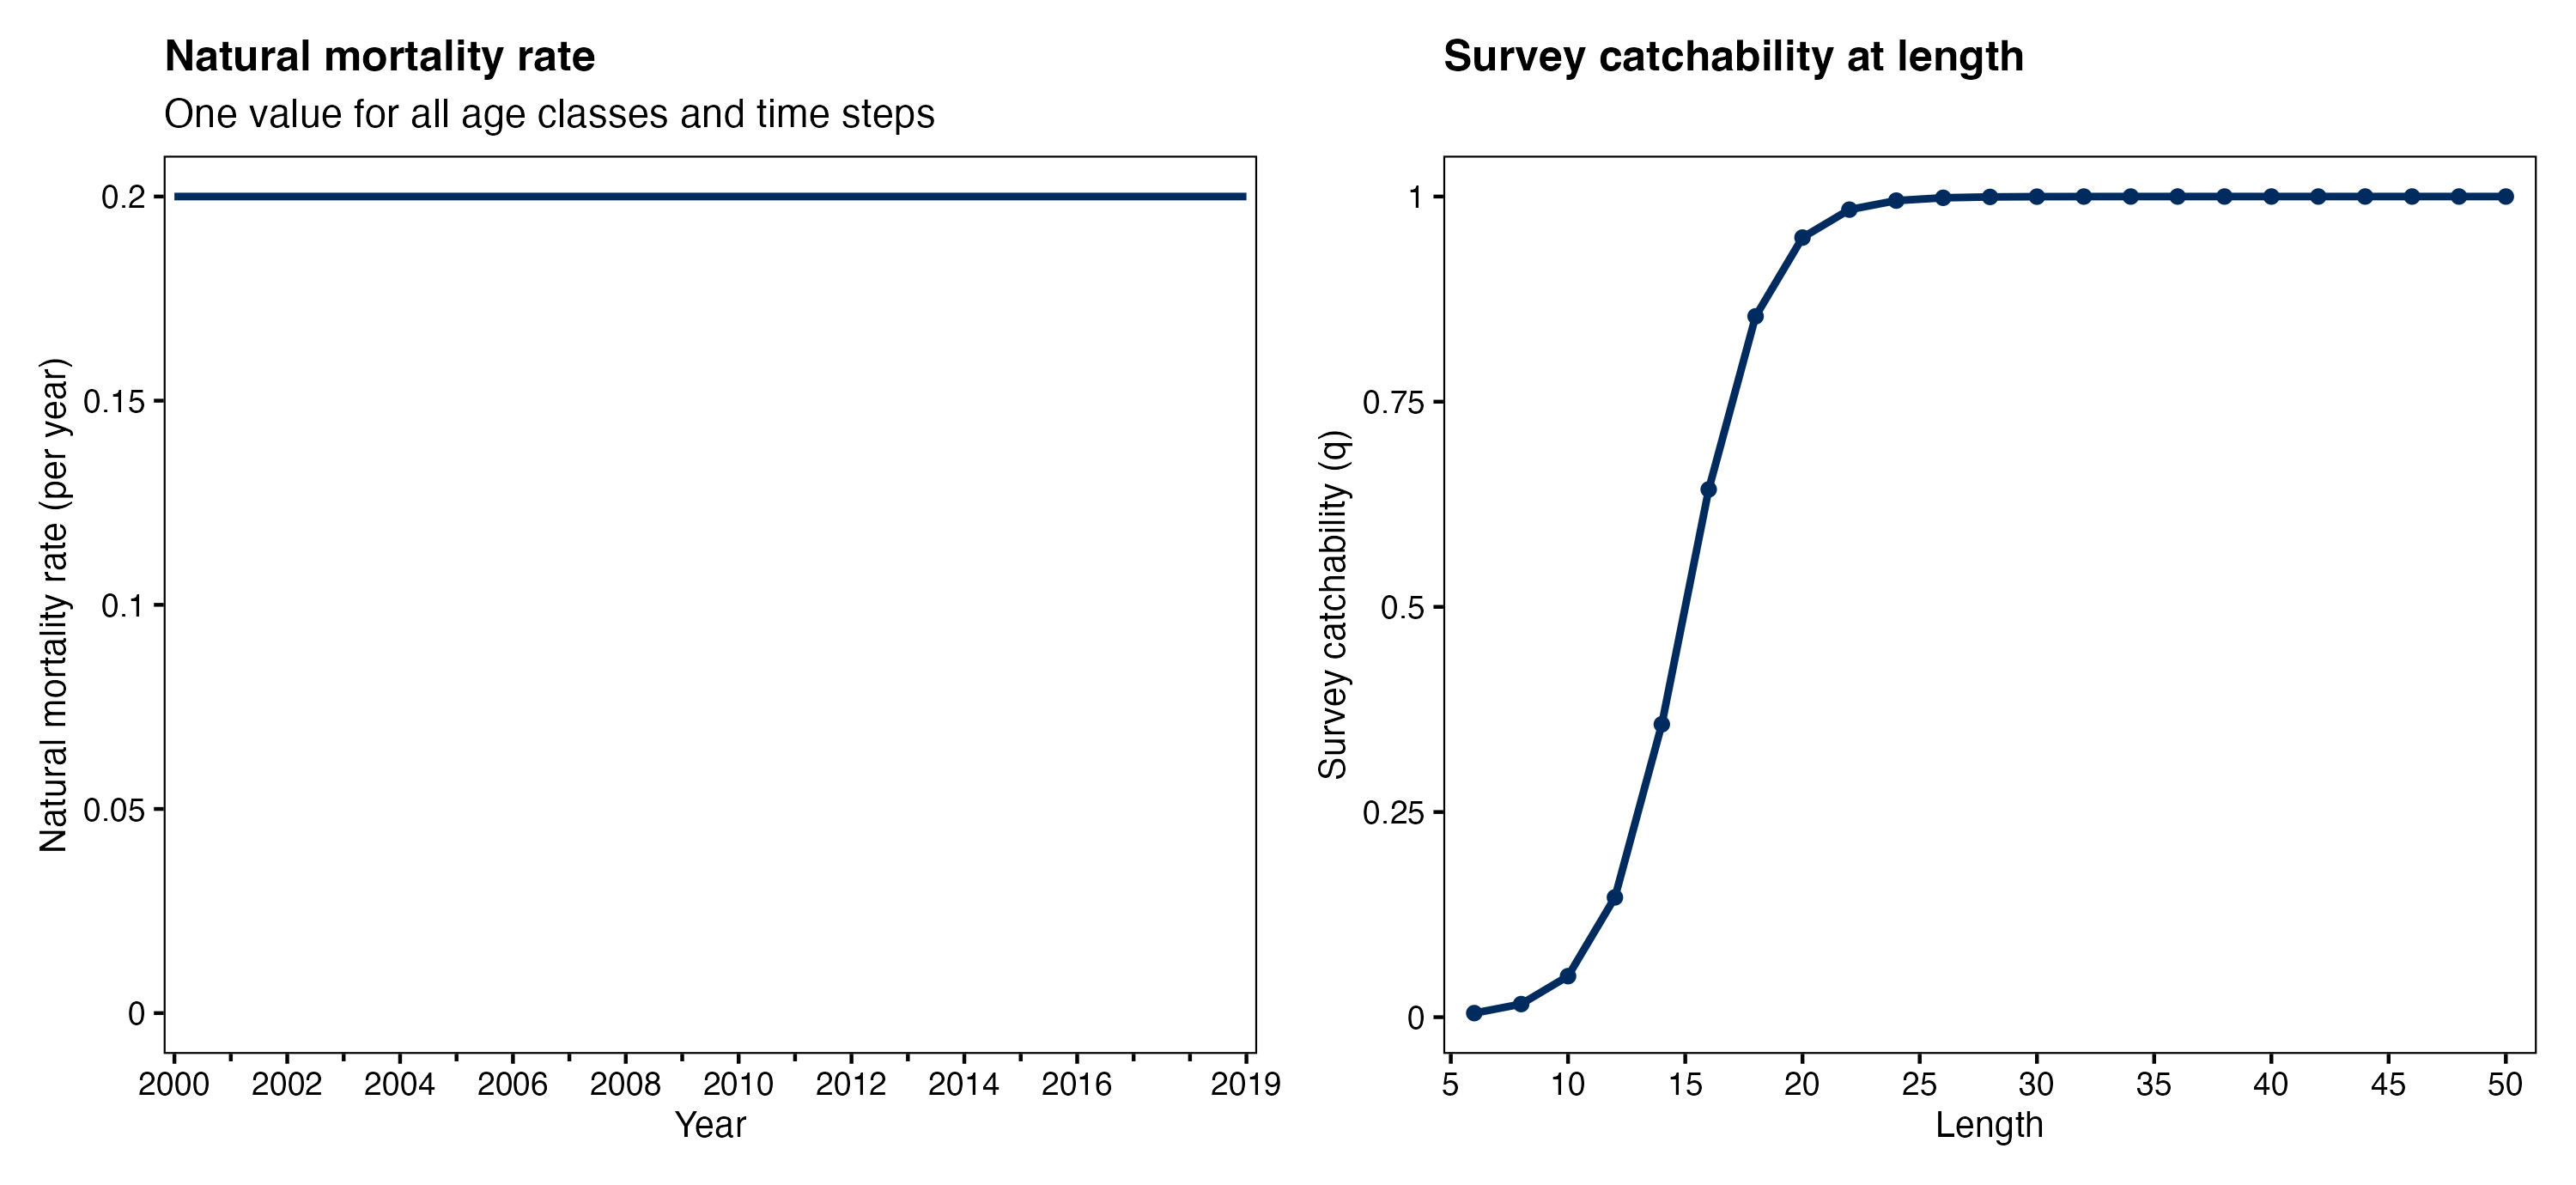 Natural mortality rate
One value for all age classes and time steps
Natural mortality rate (per year)
0.2
0.15
0.1
0.05
0
2000 2002 2004 2006 2008 2010 2012 2014 2016 2019
Year
Survey catchability at length
Survey catchability (q)
1
0.75
0.5
0.25
0
5 10 15 20 25 30 35 40 45 50
Length